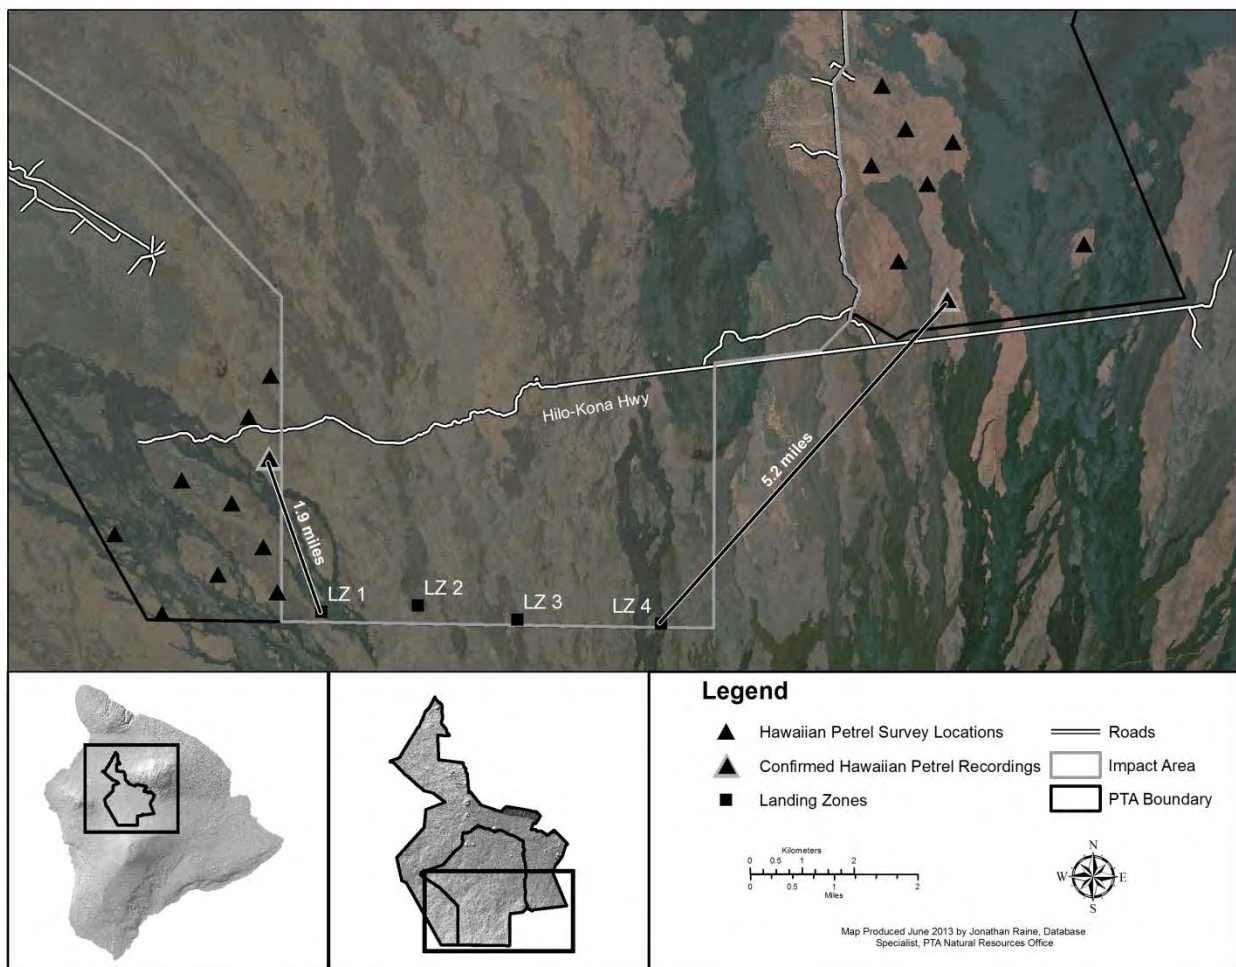 Hilo-Kona Hwy
5.2 miles
1.9 miles
LZ 1
LZ 2
LZ 3
LZ 4
Legend
Hawaiian Petrel Survey Locations
Confirmed Hawaiian Petrel Recordings
Landing Zones
Roads
Impact Area
PTA Boundary
Kilometers
0 0.5 1 2
0 0.5 1 2
Miles
N
W E
S
Map Produced June 2013 by Jonathan Raine, Database
Specialist, PTA Natural Resources Office